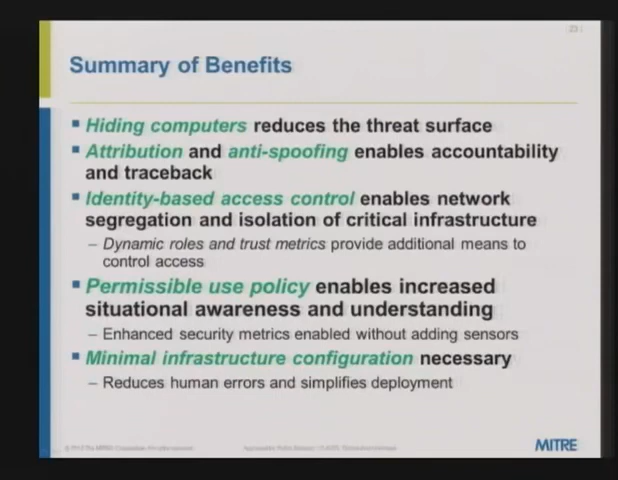 23
Summary of Benefits
▪ Hiding computers reduces the threat surface
▪ Attribution and anti-spoofing enables accountability
and traceback
▪ Identity-based access control enables network
segregation and isolation of critical infrastructure
– Dynamic roles and trust metrics provide additional means to
control access
▪ Permissible use policy enables increased
situational awareness and understanding
– Enhanced security metrics enabled without adding sensors
▪ Minimal infrastructure configuration necessary
– Reduces human errors and simplifies deployment
MITRE